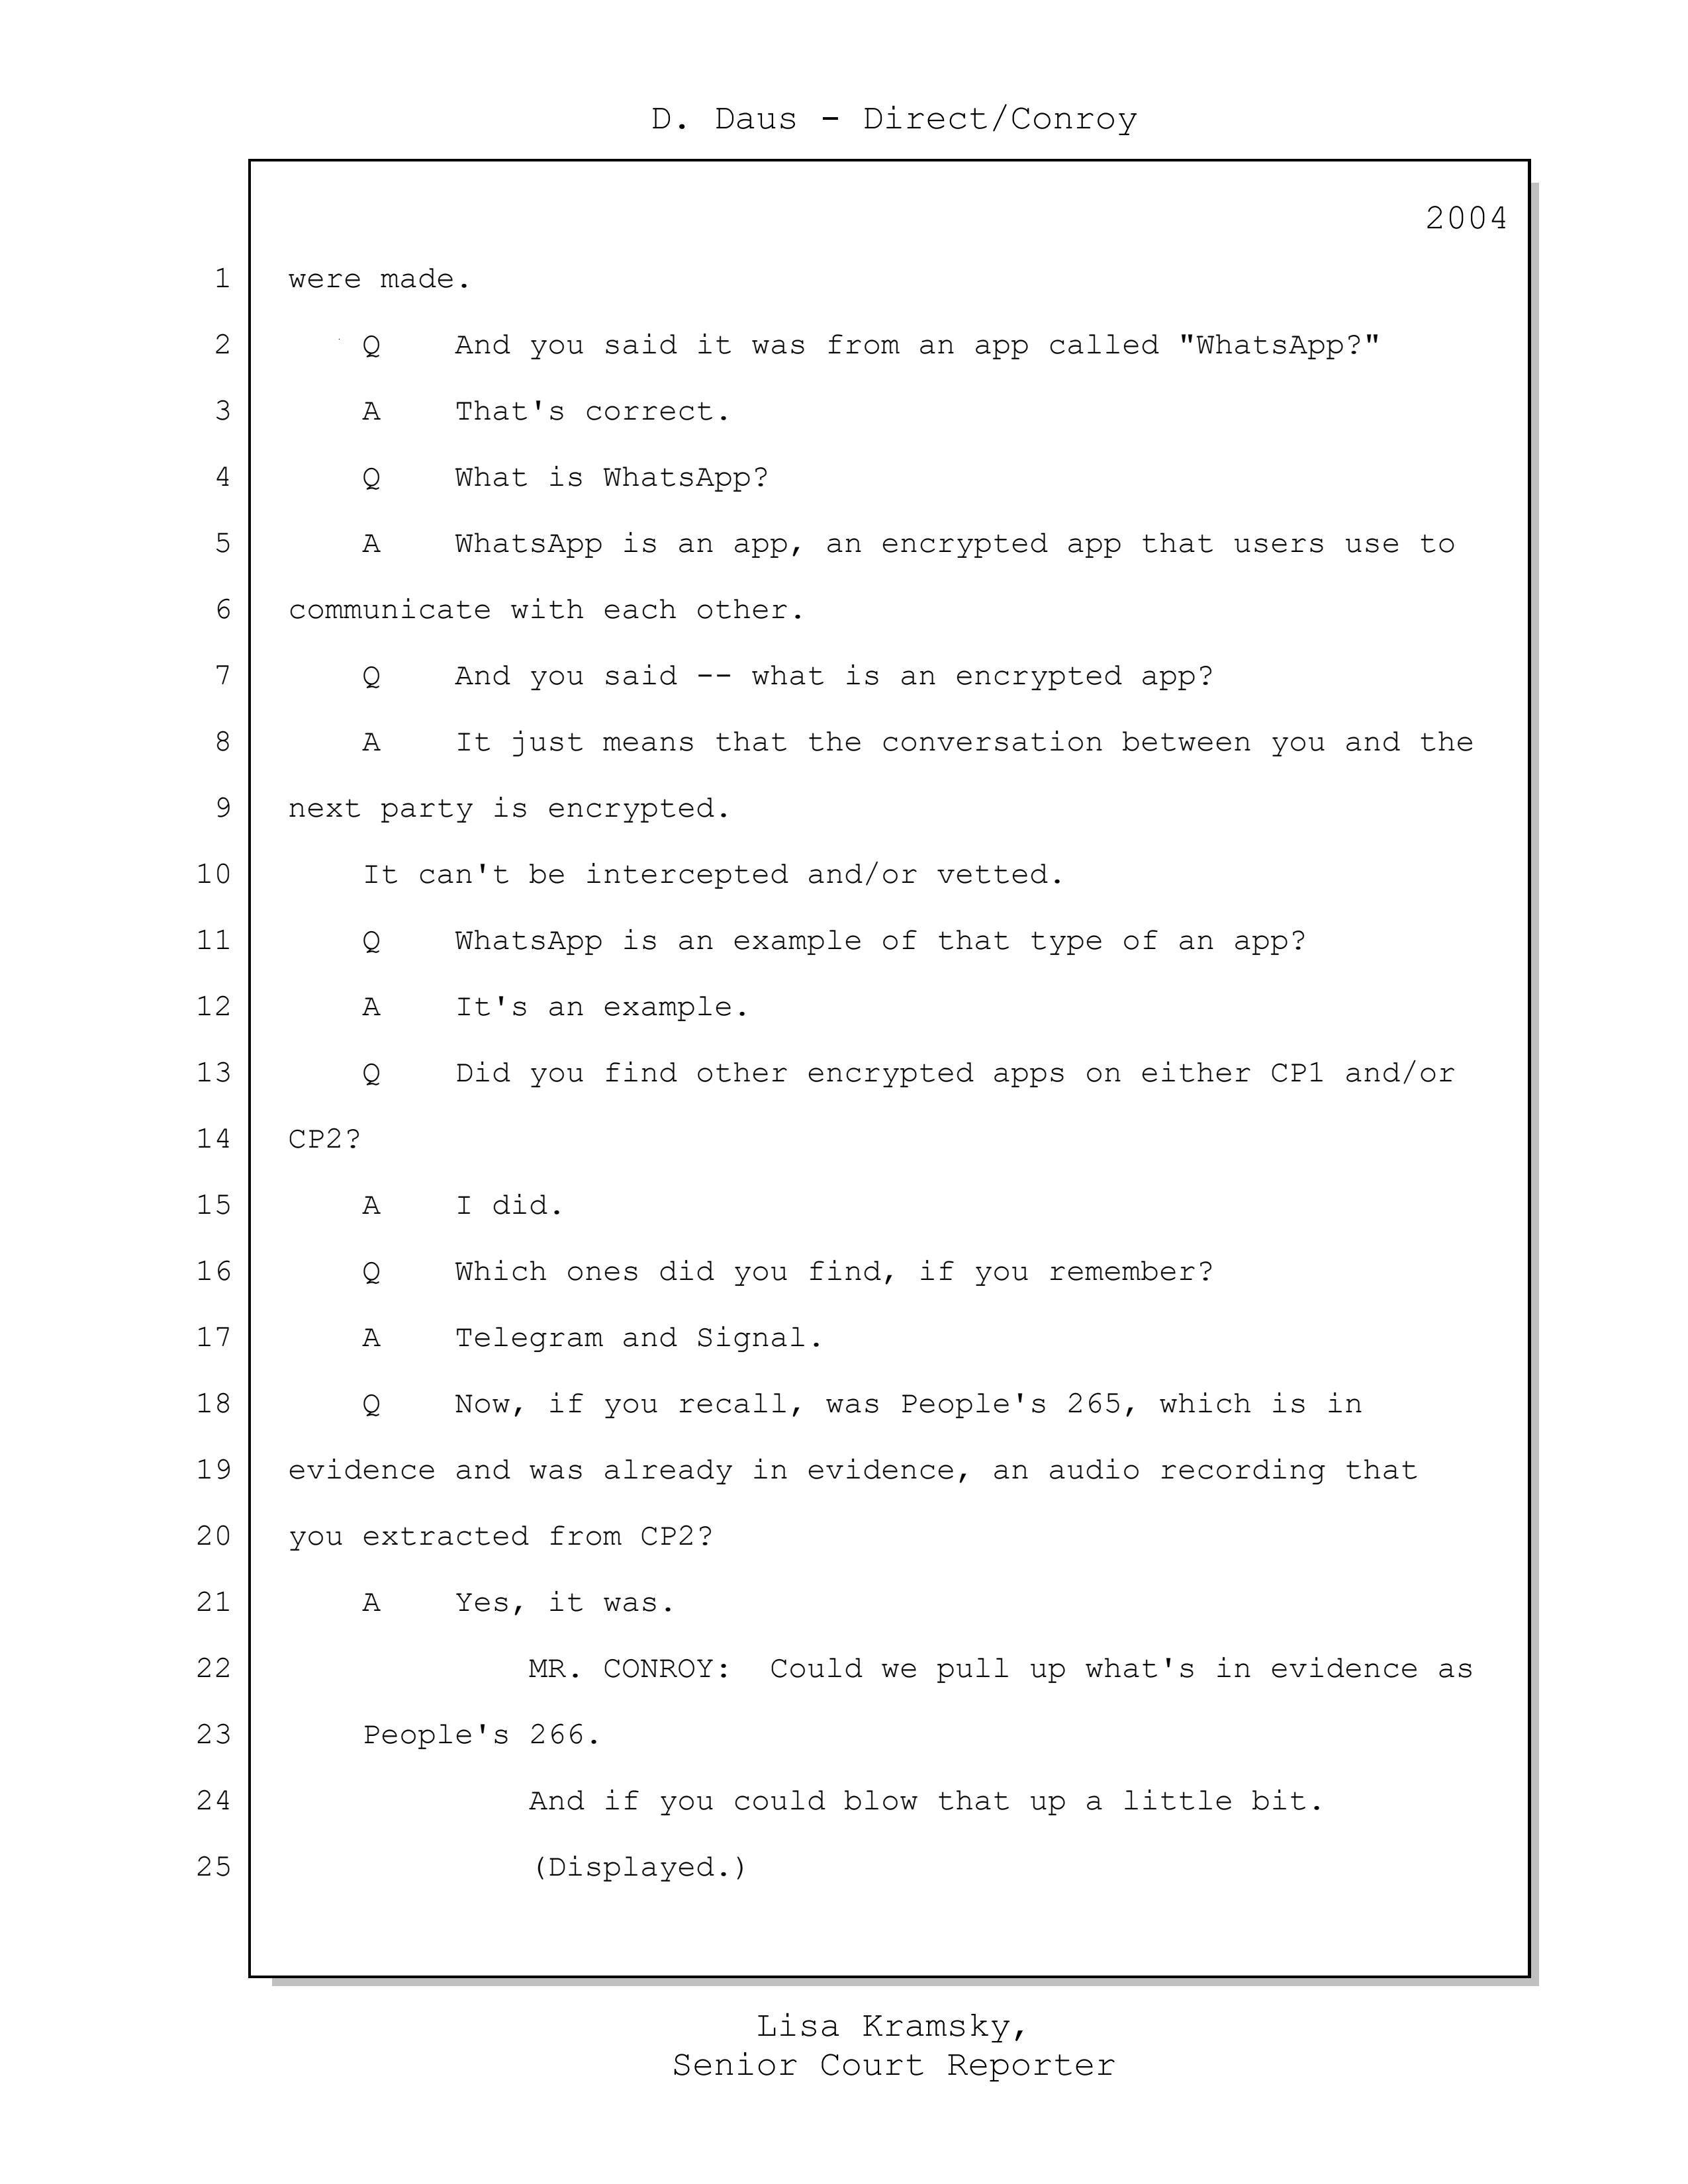 D. Daus - Direct/Conroy
2004
1 were made.
2 Q And you said it was from an app called "WhatsApp?"
3 A That's correct.
4 Q What is WhatsApp?
5 A WhatsApp is an app, an encrypted app that users use to
6 communicate with each other.
7 Q And you said -- what is an encrypted app?
8 A It just means that the conversation between you and the
9 next party is encrypted.
10 It can't be intercepted and/or vetted.
11 Q WhatsApp is an example of that type of an app?
12 A It's an example.
13 Q Did you find other encrypted apps on either CP1 and/or
14 CP2?
15 A I did.
16 Q Which ones did you find, if you remember?
17 A Telegram and Signal.
18 Q Now, if you recall, was People's 265, which is in
19 evidence and was already in evidence, an audio recording that
20 you extracted from CP2?
21 A Yes, it was.
22 MR. CONROY: Could we pull up what's in evidence as
23 People's 266.
24 And if you could blow that up a little bit.
25 (Displayed.)
Lisa Kramsky,
Senior Court Reporter